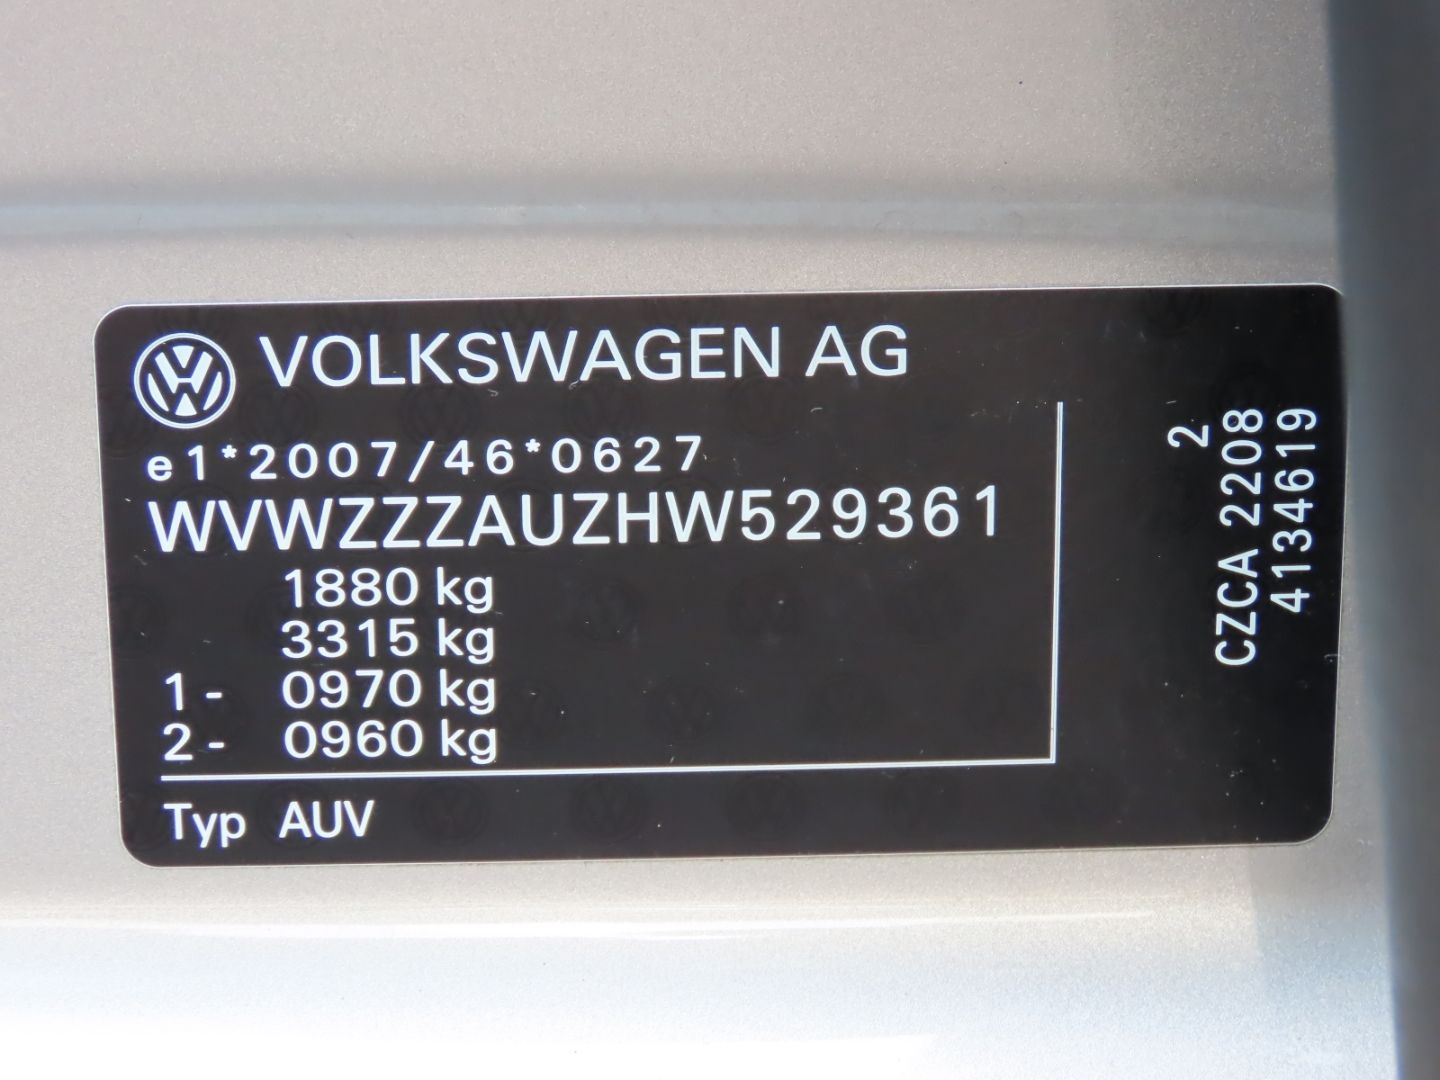 VOLKSWAGEN AG
e1*2007/46*0627
WVWZZZAUZHW529361
1880 kg
3315 kg
1- 0970 kg
2- 0960 kg
Typ AUV
2
CZCA 2208
4134619